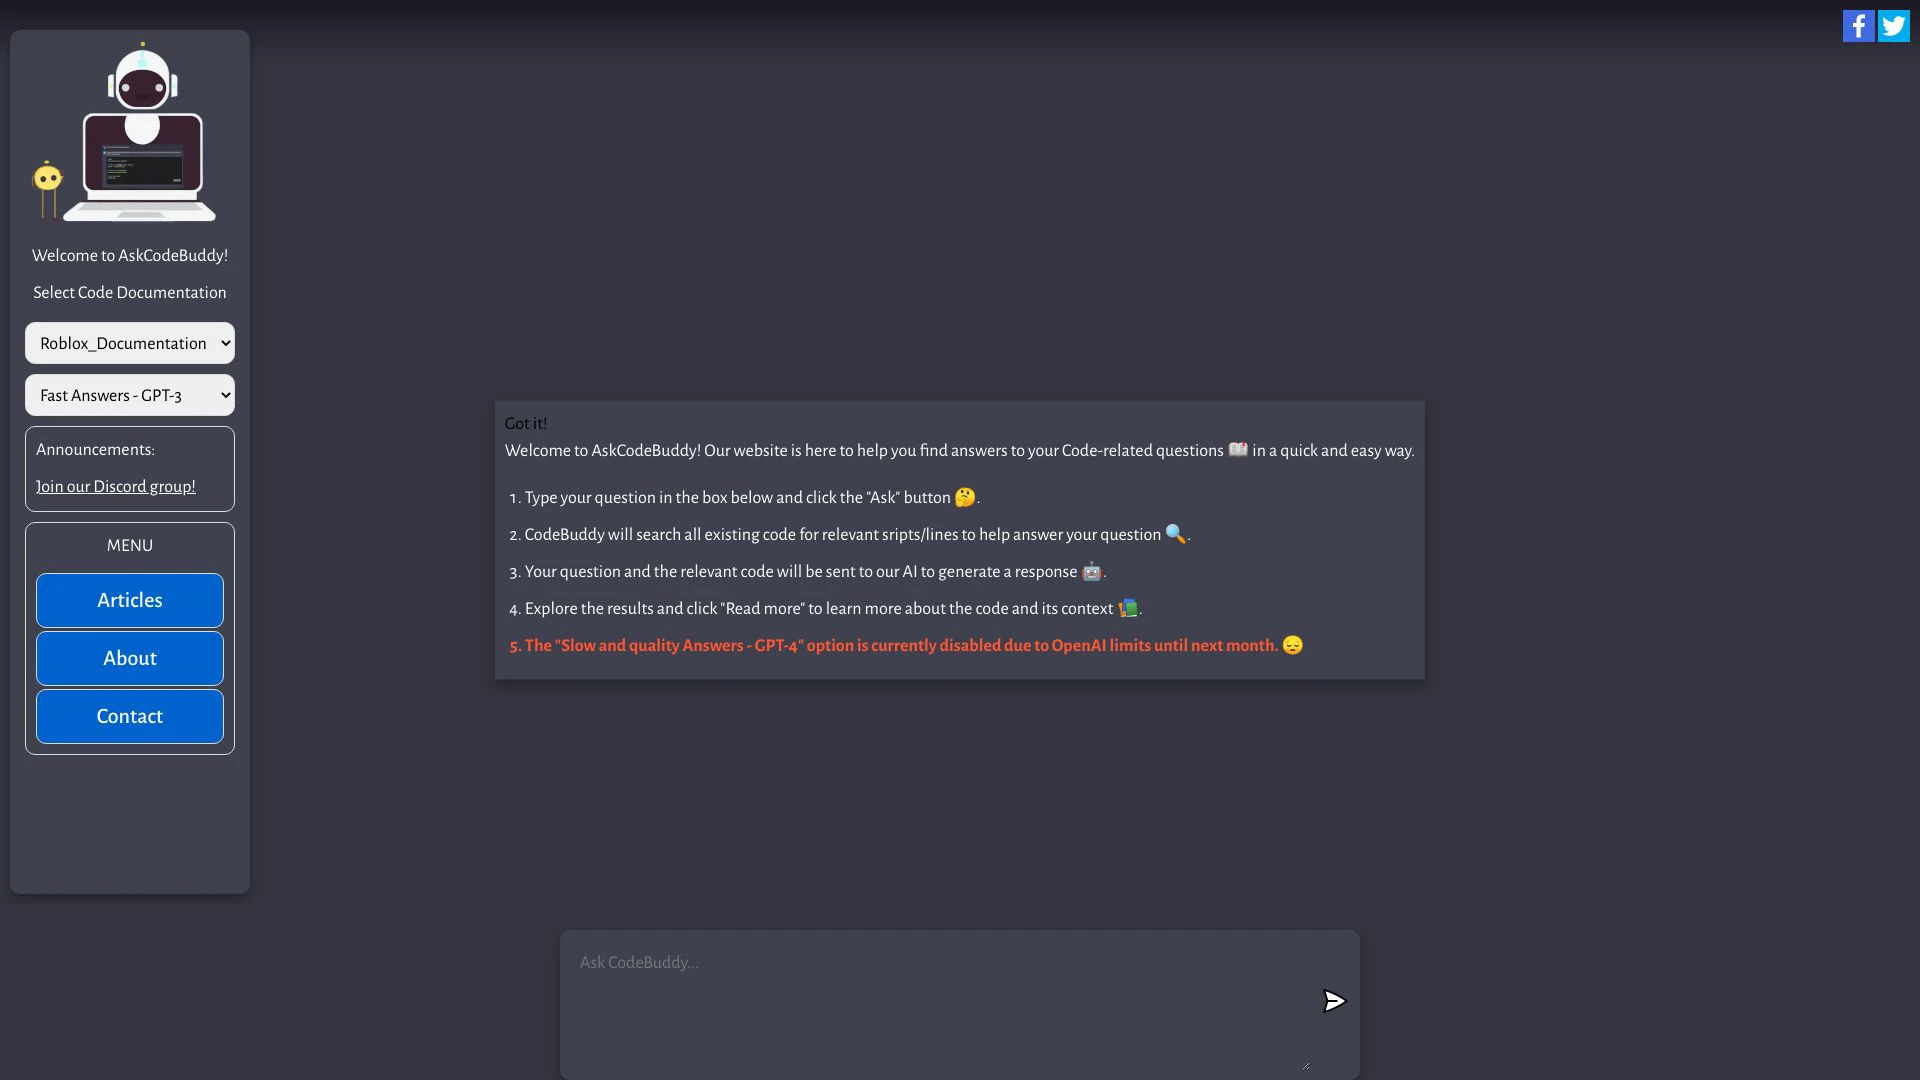 Welcome to AskCodeBuddy!
Select Code Documentation
Roblox_Documentation
Fast Answers - GPT-3
Announcements:
Join our Discord group!
MENU
Articles
About
Contact
Got it!
Welcome to AskCodeBuddy! Our website is here to help you find answers to your Code-related questions 📖 in a quick and easy way.
1. Type your question in the box below and click the "Ask" button 🤔.
2. CodeBuddy will search all existing code for relevant sripts/lines to help answer your question 🔍.
3. Your question and the relevant code will be sent to our AI to generate a response 🤖.
4. Explore the results and click "Read more" to learn more about the code and its context 📚.
5. The "Slow and quality Answers - GPT-4" option is currently disabled due to OpenAI limits until next month. 😔
Ask CodeBuddy...